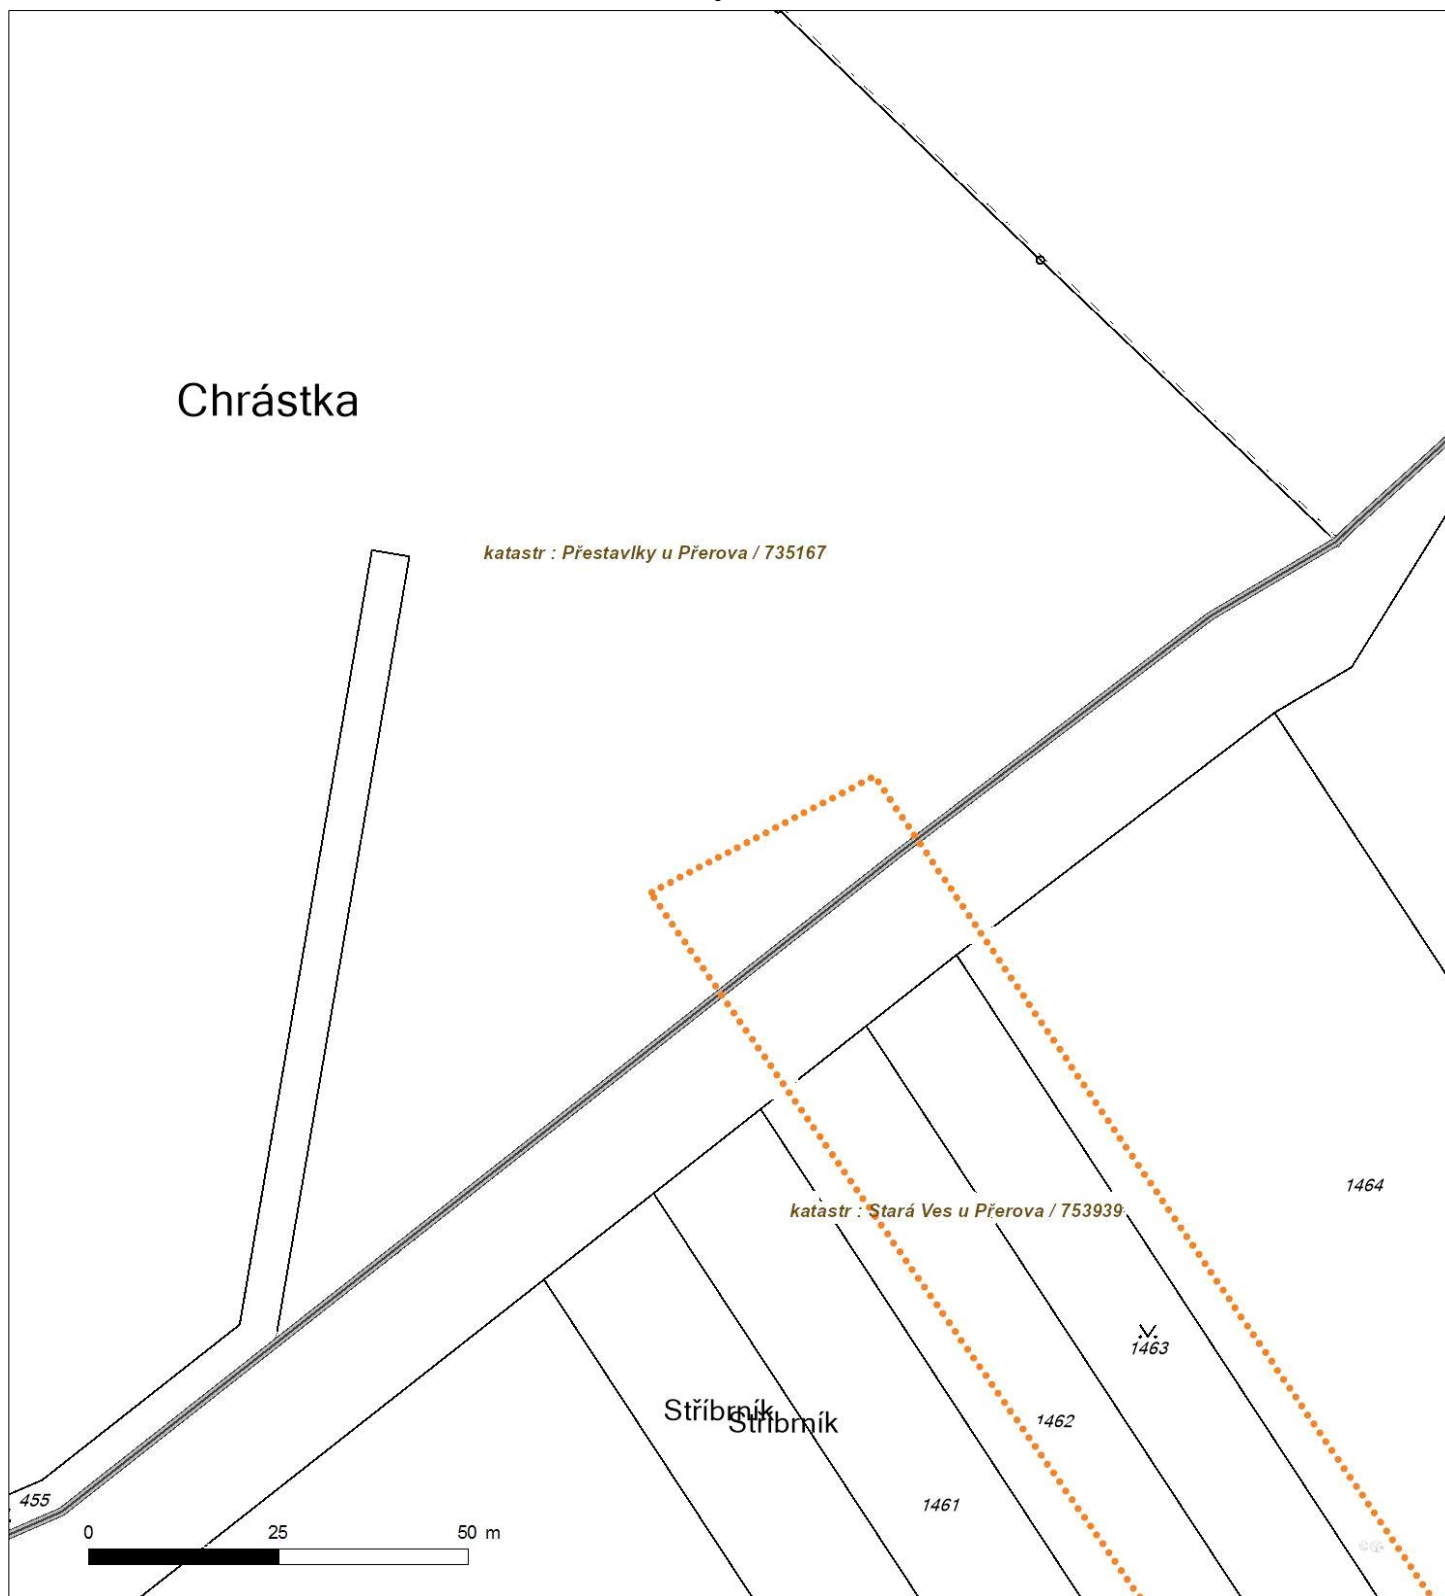 Chrástka
katastr : Přestavlky u Přerova / 735167
1464
katastr : Stará Ves u Přerova / 753939
1463
Stříbrník
Stříbrník
1462
455
1461
0 25 50 m